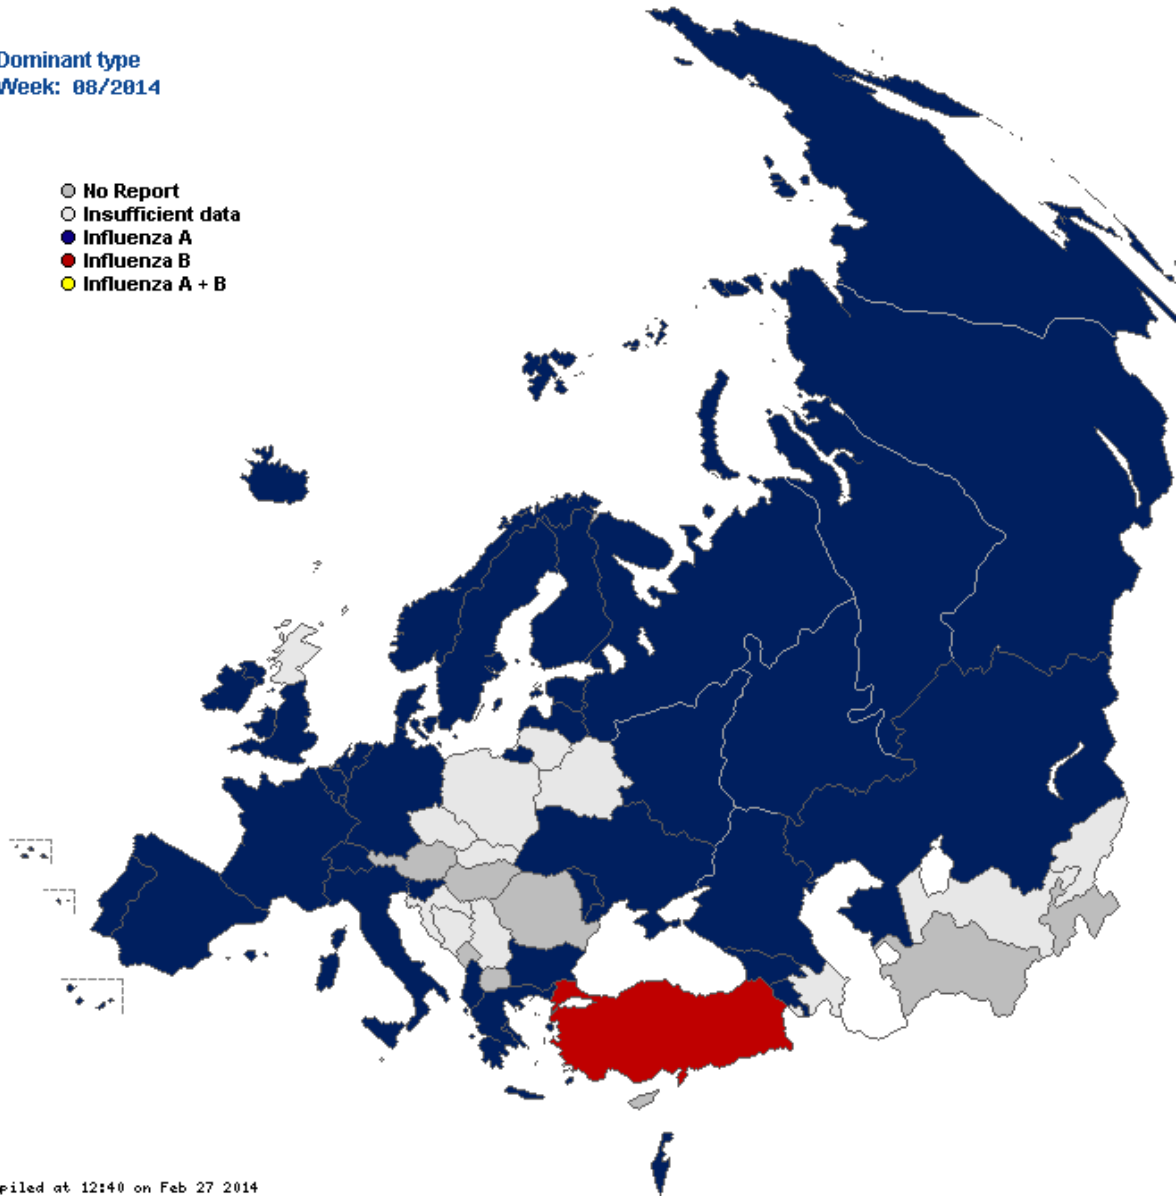 Dominant type
Week: 08/2014
No Report
Insufficient data
Influenza A
Influenza B
Influenza A + B
piled at 12:40 on Feb 27 2014